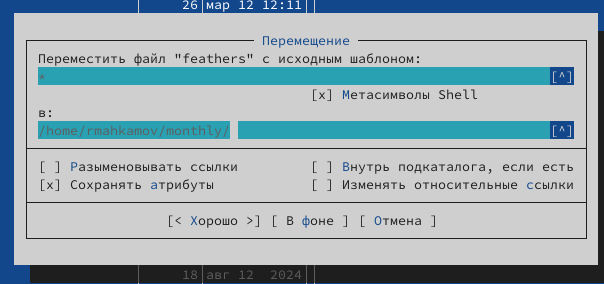 26 мар 12 12:11
Перемещение
Переместить файл "feathers" с исходным шаблоном:
* [^]
[x] Метасимволы Shell
в:
/home/rmahkamov/monthly/ [^]
[ ] Разыменовывать ссылки [ ] Внутрь подкаталога, если есть
[x] Сохранять атрибуты [ ] Изменять относительные ссылки
[< Хорошо >] [ В фоне ] [ Отмена ]
18 авг 12 2024